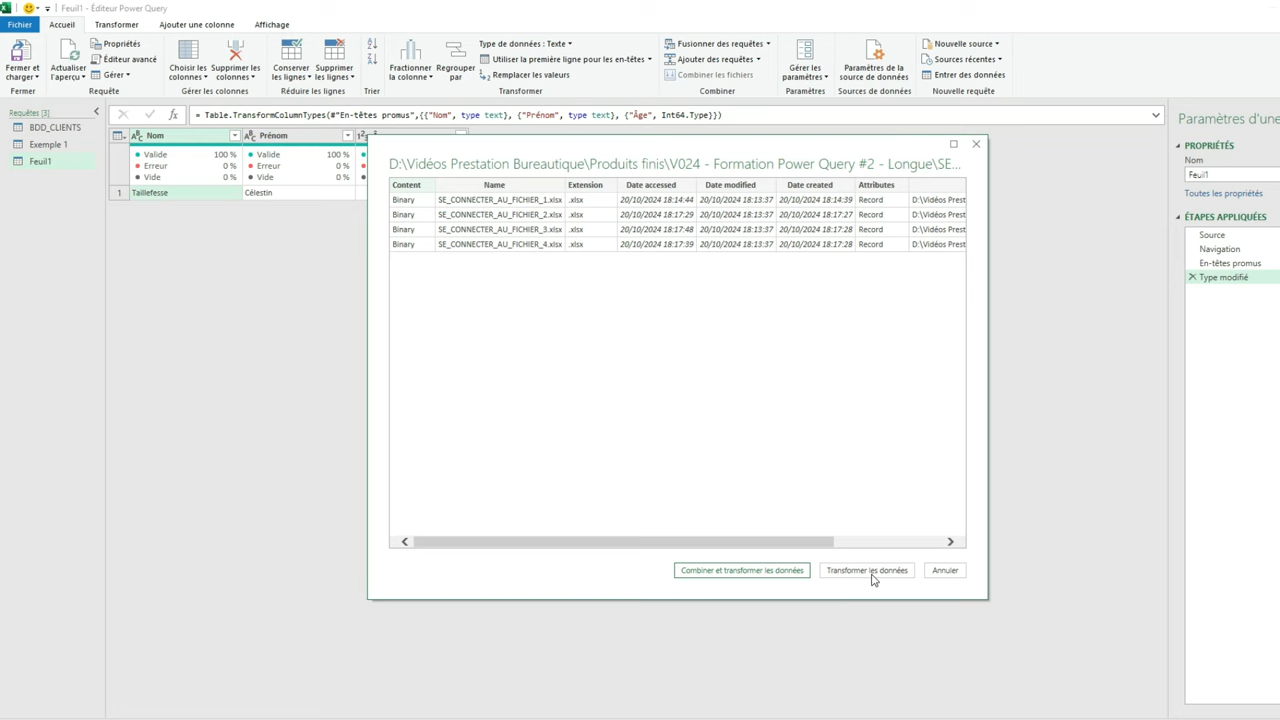 Feuil1 - Éditeur Power Query
Fichier Accueil Transformer Ajouter une colonne Affichage
Fermer et charger
Actualiser l'aperçu
Propriétés
Éditeur avancé
Gérer
Choisir les colonnes
Supprimer les colonnes
Conserver les lignes
Supprimer les lignes
Fractionner la colonne
Regrouper par
Type de données : Texte
Utiliser la première ligne pour les en-têtes
Remplacer les valeurs
Fusionner des requêtes
Ajouter des requêtes
Combiner les fichiers
Gérer les paramètres
Paramètres de la source de données
Nouvelle source
Sources récentes
Entrer des données
Fermer Requête Gérer les colonnes Réduire les lignes Trier Transformer Combiner Paramètres Sources de données Nouvelle requête
Requêtes [3]
BDD_CLIENTS
Exemple 1
Feuil1
= Table.TransformColumnTypes(#"En-têtes promus",{{"Nom", type text}, {"Prénom", type text}, {"Âge", Int64.Type}})
Nom Prénom
Valide 100 % Valide 100 %
Erreur 0 % Erreur 0 %
Vide 0 % Vide 0 %
1 Taillefesse Célestin
D:\Vidéos Prestation Bureautique\Produits finis\V024 - Formation Power Query #2 - Longue\SE...
Content Name Extension Date accessed Date modified Date created Attributes
Binary SE_CONNECTER_AU_FICHIER_1.xlsx .xlsx 20/10/2024 18:14:44 20/10/2024 18:13:37 20/10/2024 18:14:39 Record D:\Vidéos Prest
Binary SE_CONNECTER_AU_FICHIER_2.xlsx .xlsx 20/10/2024 18:17:29 20/10/2024 18:13:37 20/10/2024 18:17:27 Record D:\Vidéos Prest
Binary SE_CONNECTER_AU_FICHIER_3.xlsx .xlsx 20/10/2024 18:17:48 20/10/2024 18:13:37 20/10/2024 18:17:28 Record D:\Vidéos Prest
Binary SE_CONNECTER_AU_FICHIER_4.xlsx .xlsx 20/10/2024 18:17:39 20/10/2024 18:13:37 20/10/2024 18:17:28 Record D:\Vidéos Prest
Combiner et transformer les données Transformer les données Annuler
Paramètres d'une
PROPRIÉTÉS
Nom
Feuil1
Toutes les propriétés
ÉTAPES APPLIQUÉES
Source
Navigation
En-têtes promus
Type modifié